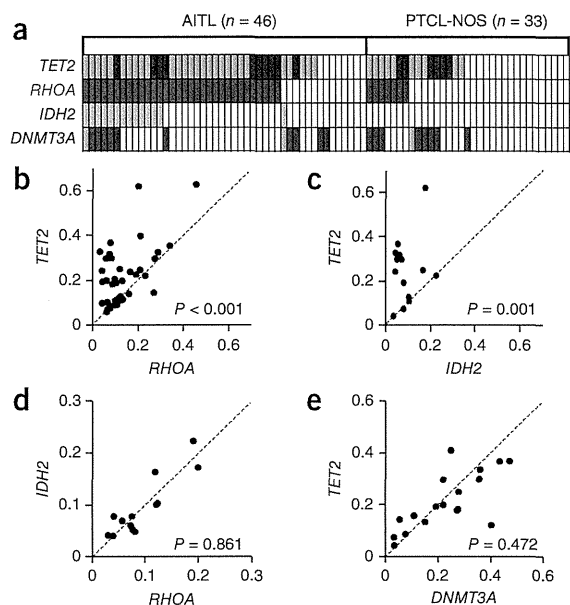 a
AITL (n = 46)
PTCL-NOS (n = 33)
TET2
RHOA
IDH2
DNMT3A
b
TET2
0.6
0.4
0.2
0
0 0.2 0.4 0.6
P < 0.001
RHOA
c
TET2
0.6
0.4
0.2
0
0 0.2 0.4 0.6
P = 0.001
IDH2
d
IDH2
0.3
0.2
0.1
0
0 0.1 0.2 0.3
P = 0.861
RHOA
e
TET2
0.6
0.4
0.2
0
0 0.2 0.4 0.6
P = 0.472
DNMT3A